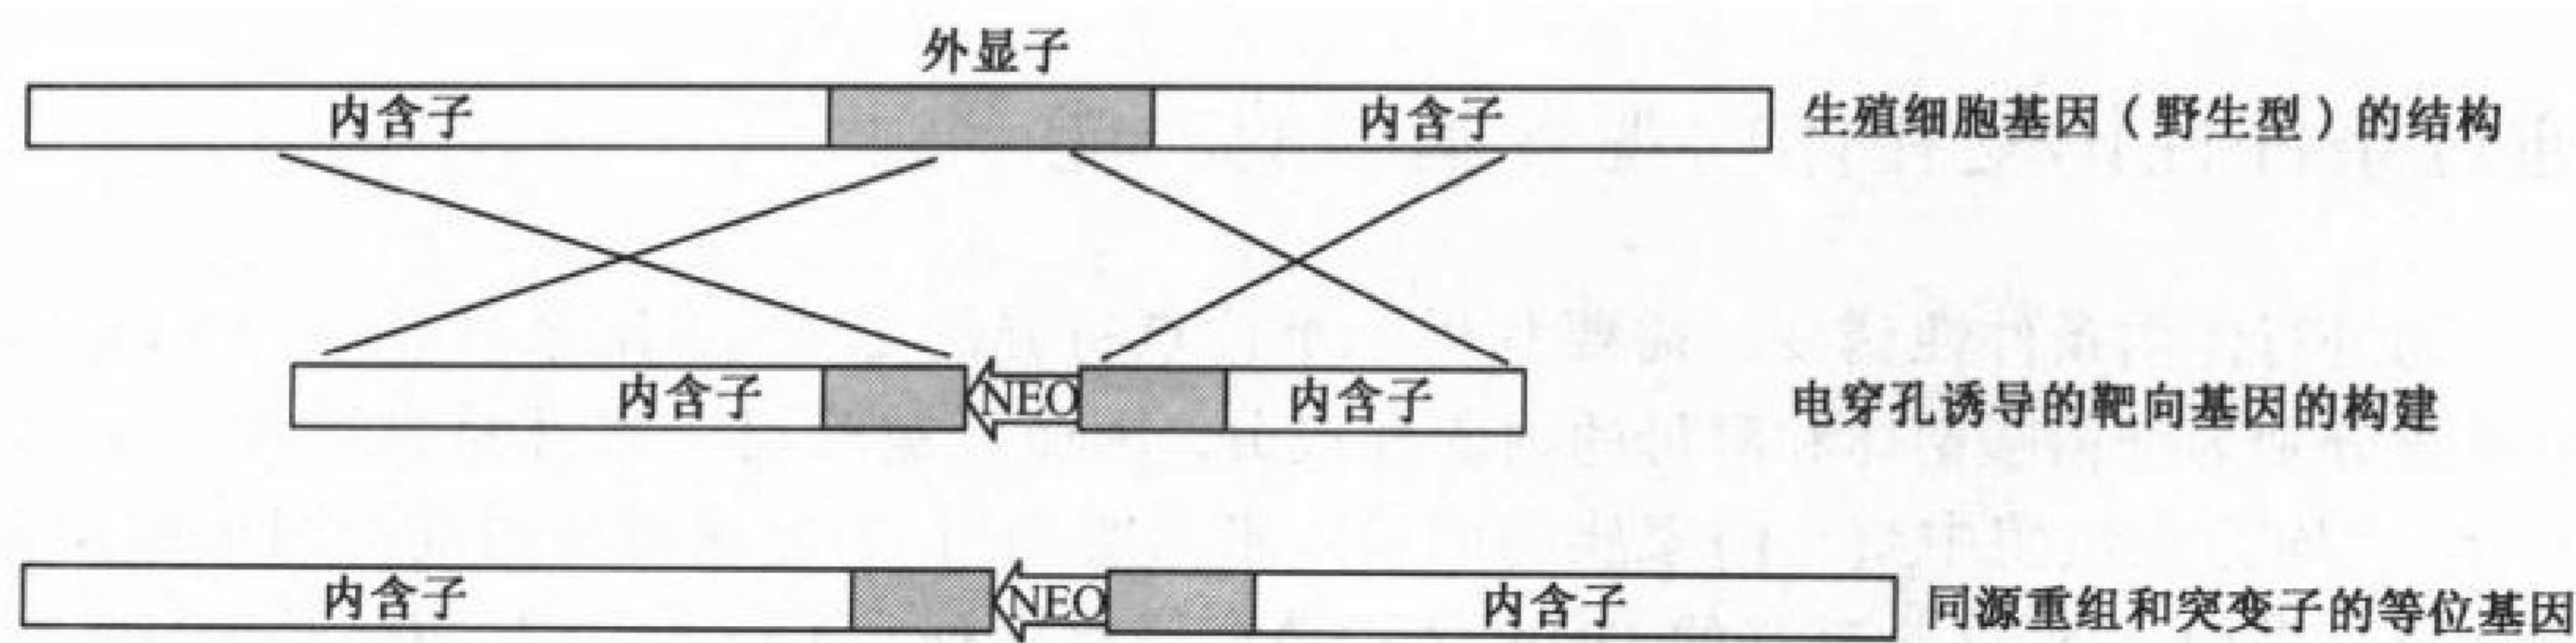 外显子
内含子 内含子 生殖细胞基因（野生型）的结构
内含子 NEO 内含子 电穿孔诱导的靶向基因的构建
内含子 NEO 内含子 同源重组和突变子的等位基因